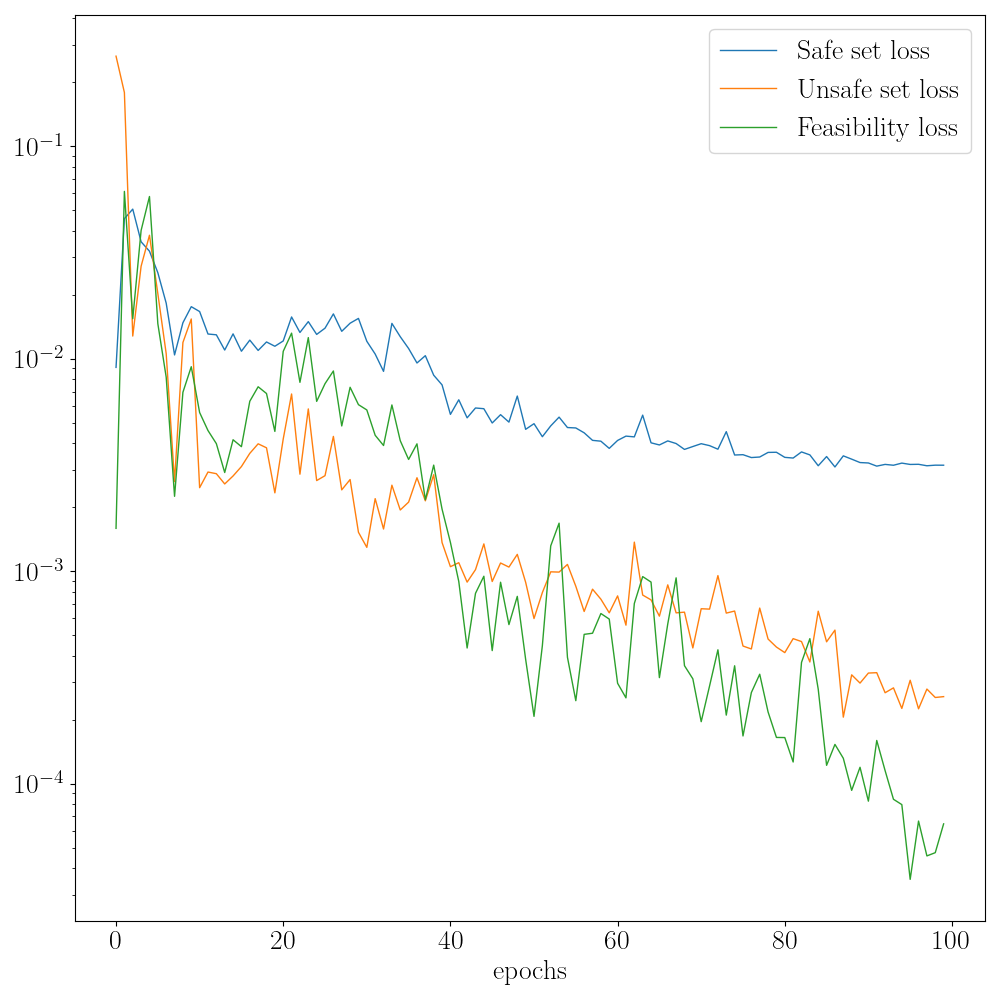 Safe set loss
Unsafe set loss
Feasibility loss
10⁻¹
10⁻²
10⁻³
10⁻⁴
0 20 40 60 80 100
epochs